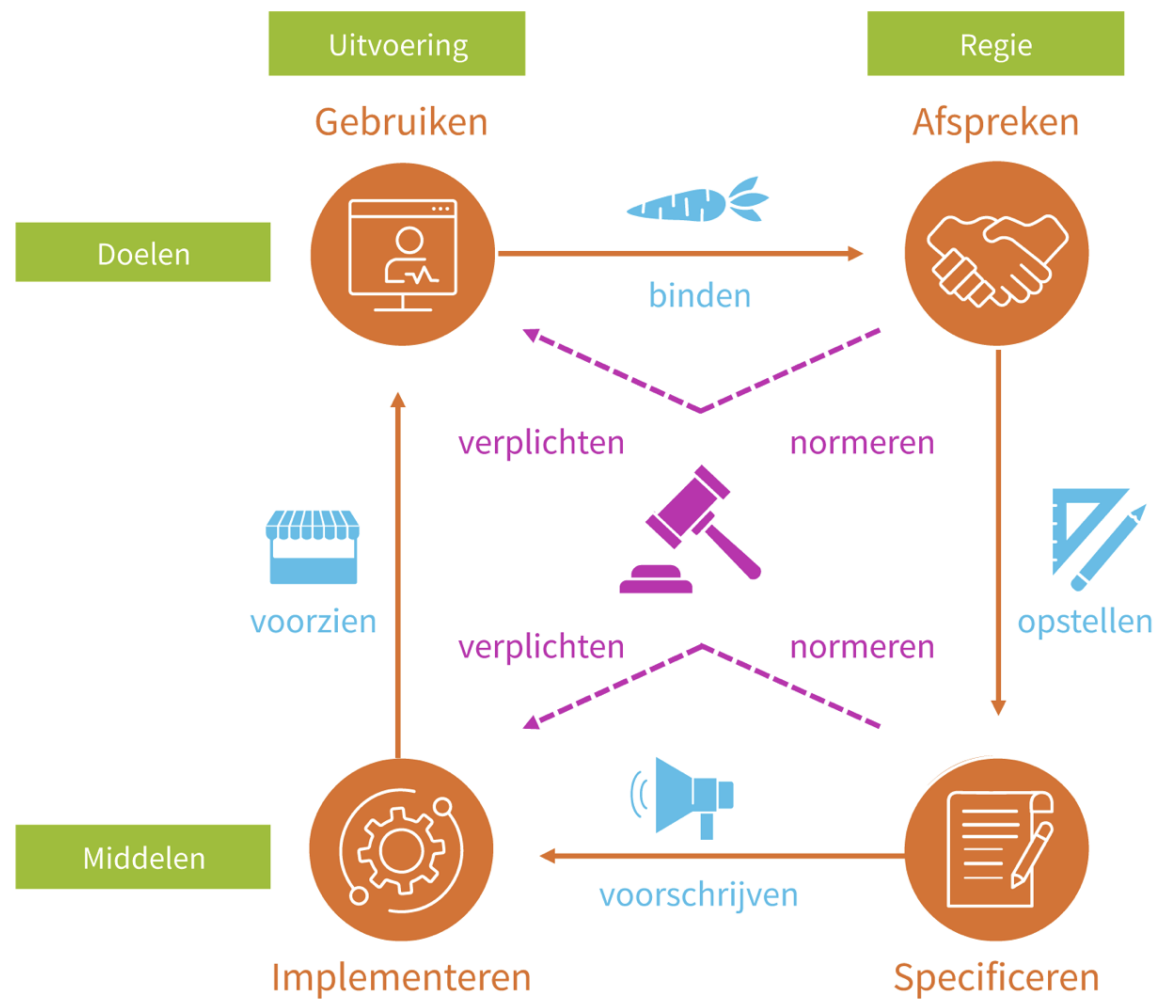 Uitvoering
Regie
Gebruiken
Afspreken
Doelen
binden
verplichten
normeren
voorzien
opstellen
verplichten
normeren
Middelen
voorschrijven
Implementeren
Specificeren